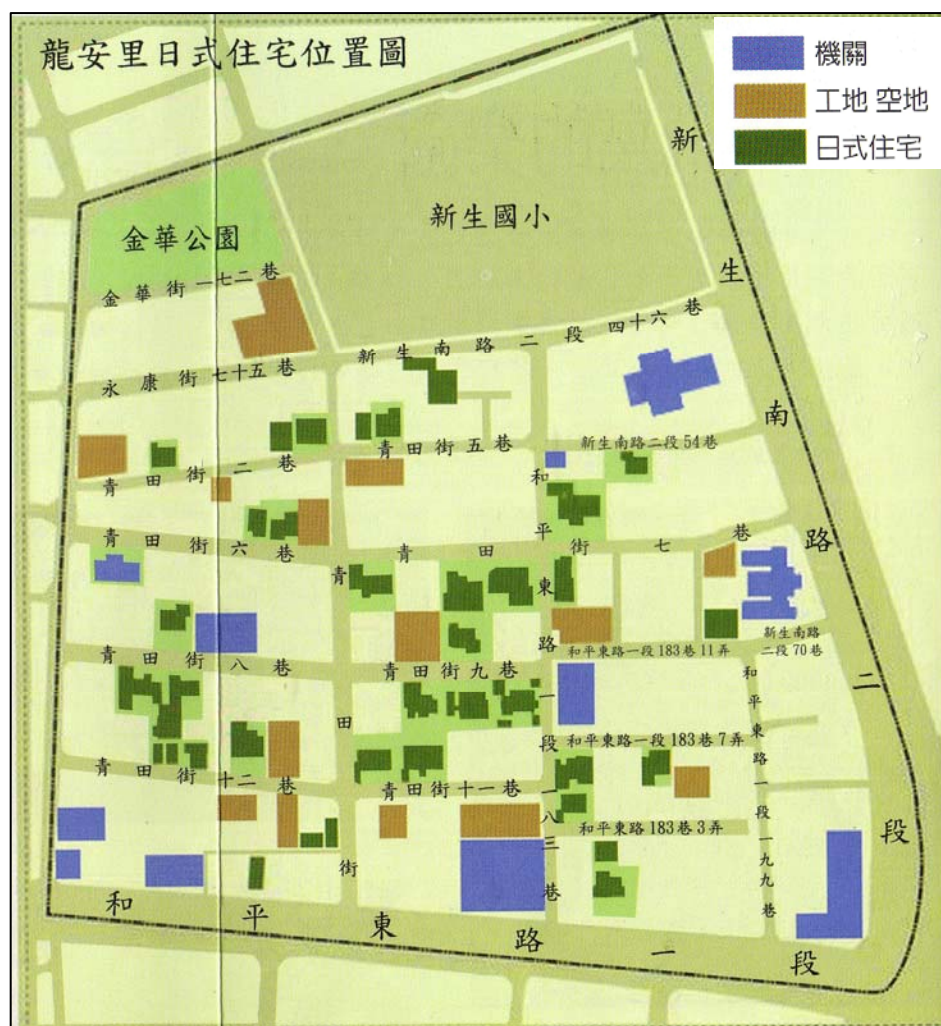 龍安里日式住宅位置圖
機關
工地 空地
日式住宅
新生南路二段
新生國小
金華公園
金華街一七二巷
新生南路二段四十六巷
永康街七十五巷
青田街五巷
新生南路二段54巷
青田街二巷
青田街六巷
青田街七巷
和平東路一段一八三巷
青田街
新生南路
二段70巷
和平東路一段183巷11弄
青田街八巷
青田街九巷
和平東路一段一九九巷
和平東路一段183巷7弄
青田街十二巷
青田街十一巷
和平東路183巷3弄
和平東路一段